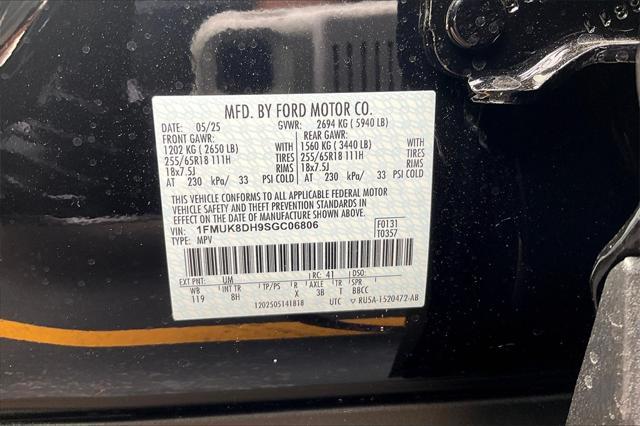 MFD. BY FORD MOTOR CO.
DATE: 05/25 GVWR: 2694 KG ( 5940 LB)
FRONT GAWR: REAR GAWR:
1202 KG ( 2650 LB) WITH 1560 KG ( 3440 LB) WITH
255/65R18 111H TIRES 255/65R18 111H TIRES
18x7.5J RIMS 18x7.5J RIMS
AT 230 kPa/ 33 PSI COLD AT 230 kPa/ 33 PSI COLD
THIS VEHICLE CONFORMS TO ALL APPLICABLE FEDERAL MOTOR
VEHICLE SAFETY AND THEFT PREVENTION STANDARDS IN
EFFECT ON THE DATE OF MANUFACTURE SHOWN ABOVE.
VIN: 1FMUK8DH9SGC06806 F0131
TYPE: MPV T0357
EXT PNT: UM RC: 41 DSO:
WB INT TR TP/PS R AXLE TR SPR
119 BH X 3B T BBCC
1202505141818 UTC RU5A-1520472-AB